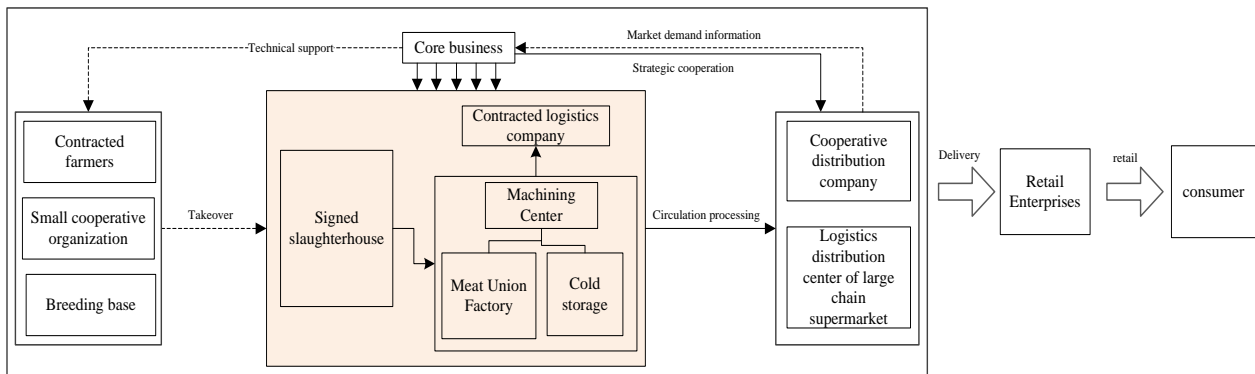 Technical support
Core business
Market demand information
Strategic cooperation
Contracted
farmers
Small cooperative
organization
Breeding base
Takeover
Signed
slaughterhouse
Contracted logistics
company
Machining
Center
Meat Union
Factory
Cold
storage
Circulation processing
Cooperative
distribution
company
Logistics
distribution
center of large
chain
supermarket
Delivery
Retail
Enterprises
retail
consumer